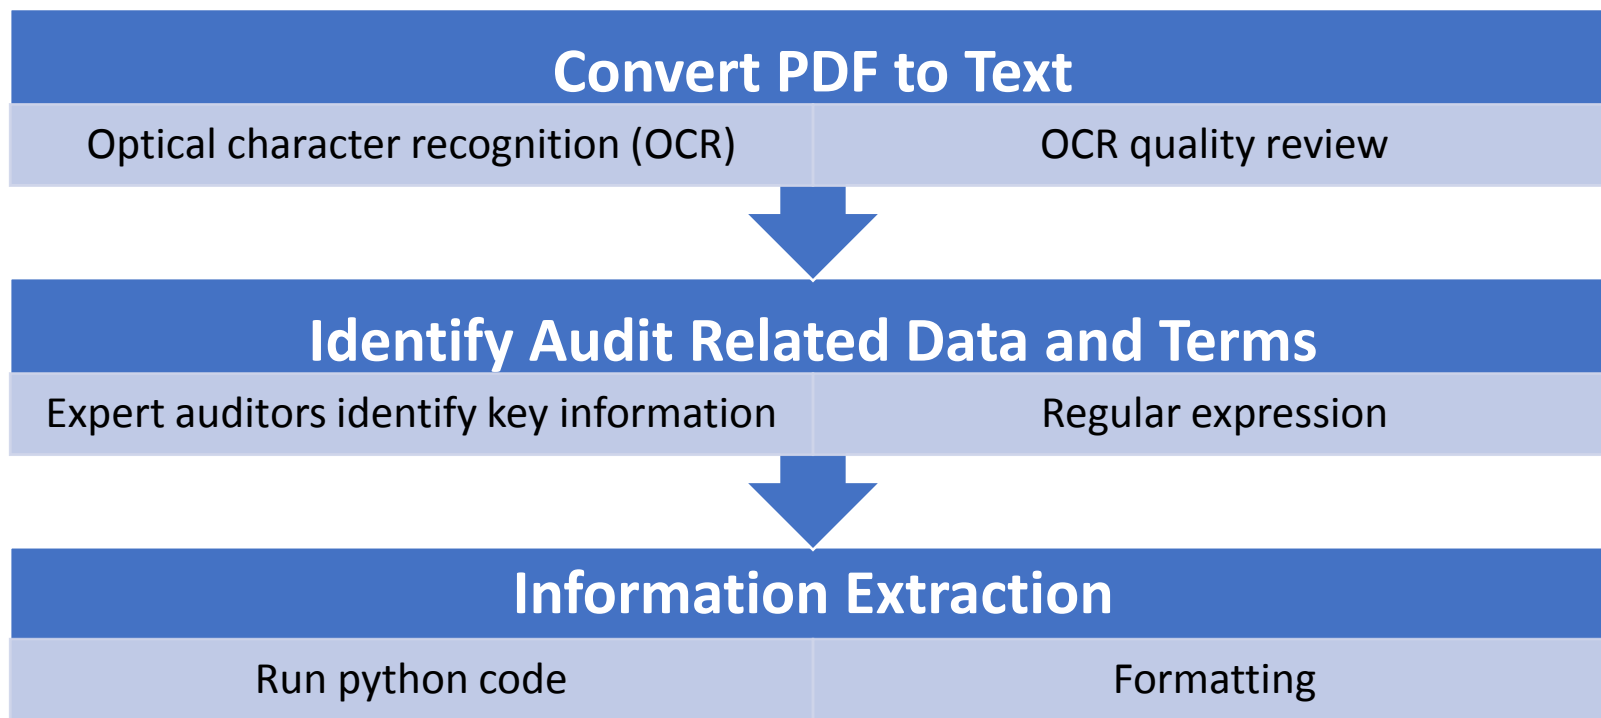 Convert PDF to Text
Optical character recognition (OCR)
OCR quality review
Identify Audit Related Data and Terms
Expert auditors identify key information
Regular expression
Information Extraction
Run python code
Formatting